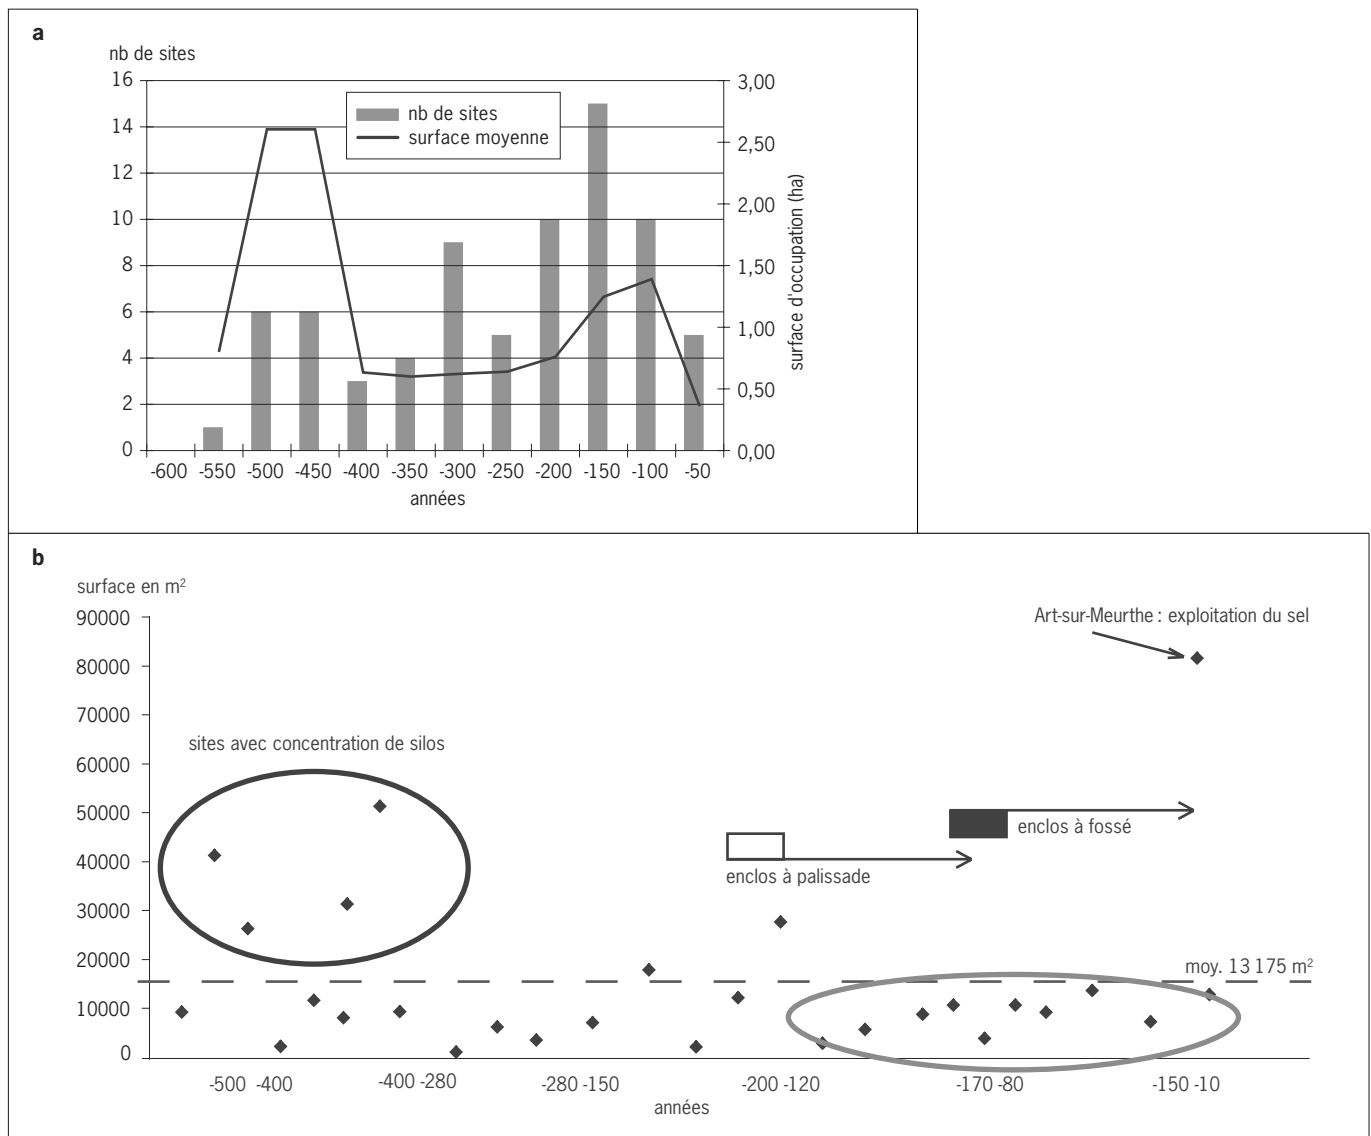 a
nb de sites
16
14
12
10
8
6
4
2
0
3,00
2,50
2,00
1,50
1,00
0,50
0,00
surface d'occupation (ha)
nb de sites
surface moyenne
-600 -550 -500 -450 -400 -350 -300 -250 -200 -150 -100 -50
années
b
surface en m²
90000
80000
70000
60000
50000
40000
30000
20000
10000
0
Art-sur-Meurthe : exploitation du sel
sites avec concentration de silos
enclos à fossé
enclos à palissade
moy. 13 175 m²
-500 -400 -400 -280 -280 -150 -200 -120 -170 -80 -150 -10
années